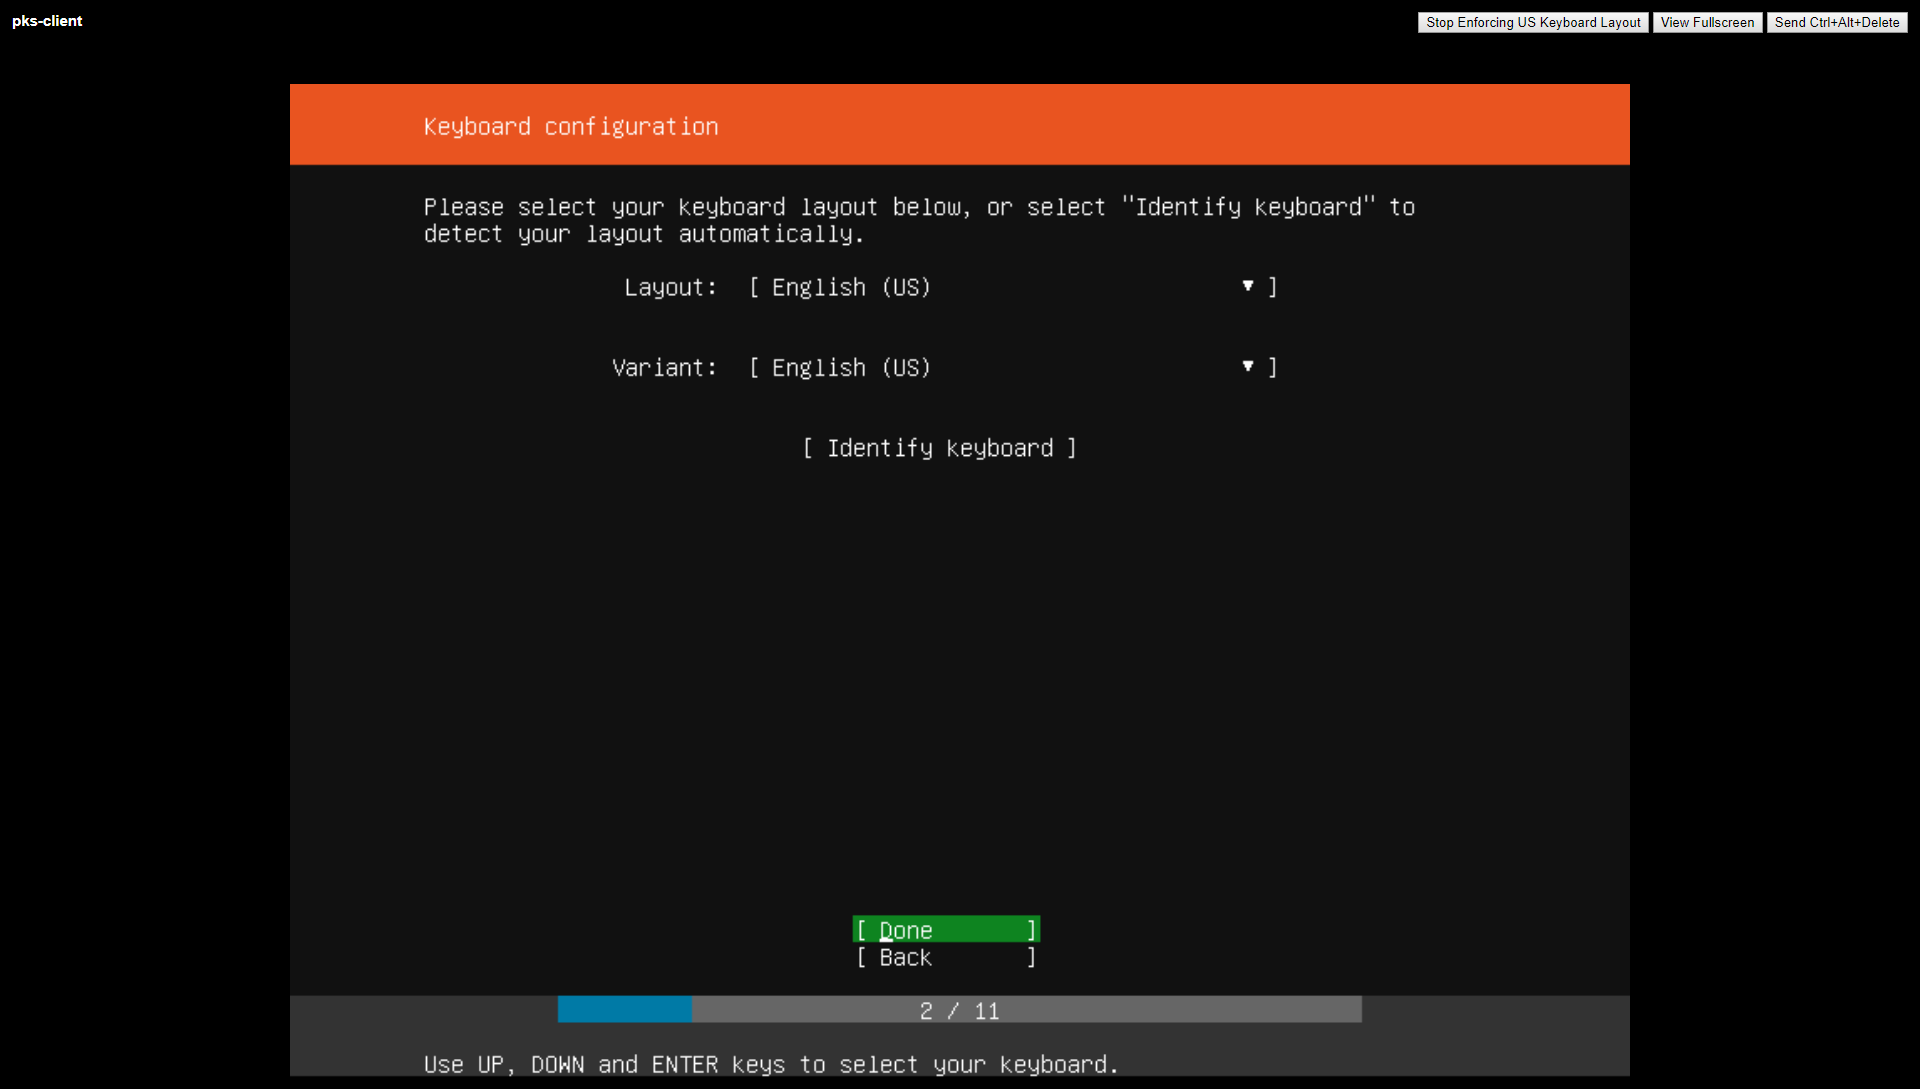 pks-client
Stop Enforcing US Keyboard Layout View Fullscreen Send Ctrl+Alt+Delete
Keyboard configuration
Please select your keyboard layout below, or select "Identify keyboard" to
detect your layout automatically.
Layout: [ English (US) ▾ ]
Variant: [ English (US) ▾ ]
[ Identify keyboard ]
[ Done ]
[ Back ]
2 / 11
Use UP, DOWN and ENTER keys to select your keyboard.